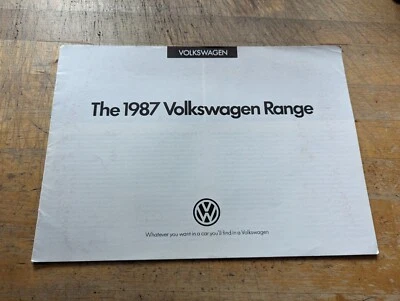 VOLKSWAGEN
The 1987 Volkswagen Range
Whatever you want in a car you'll find in a Volkswagen